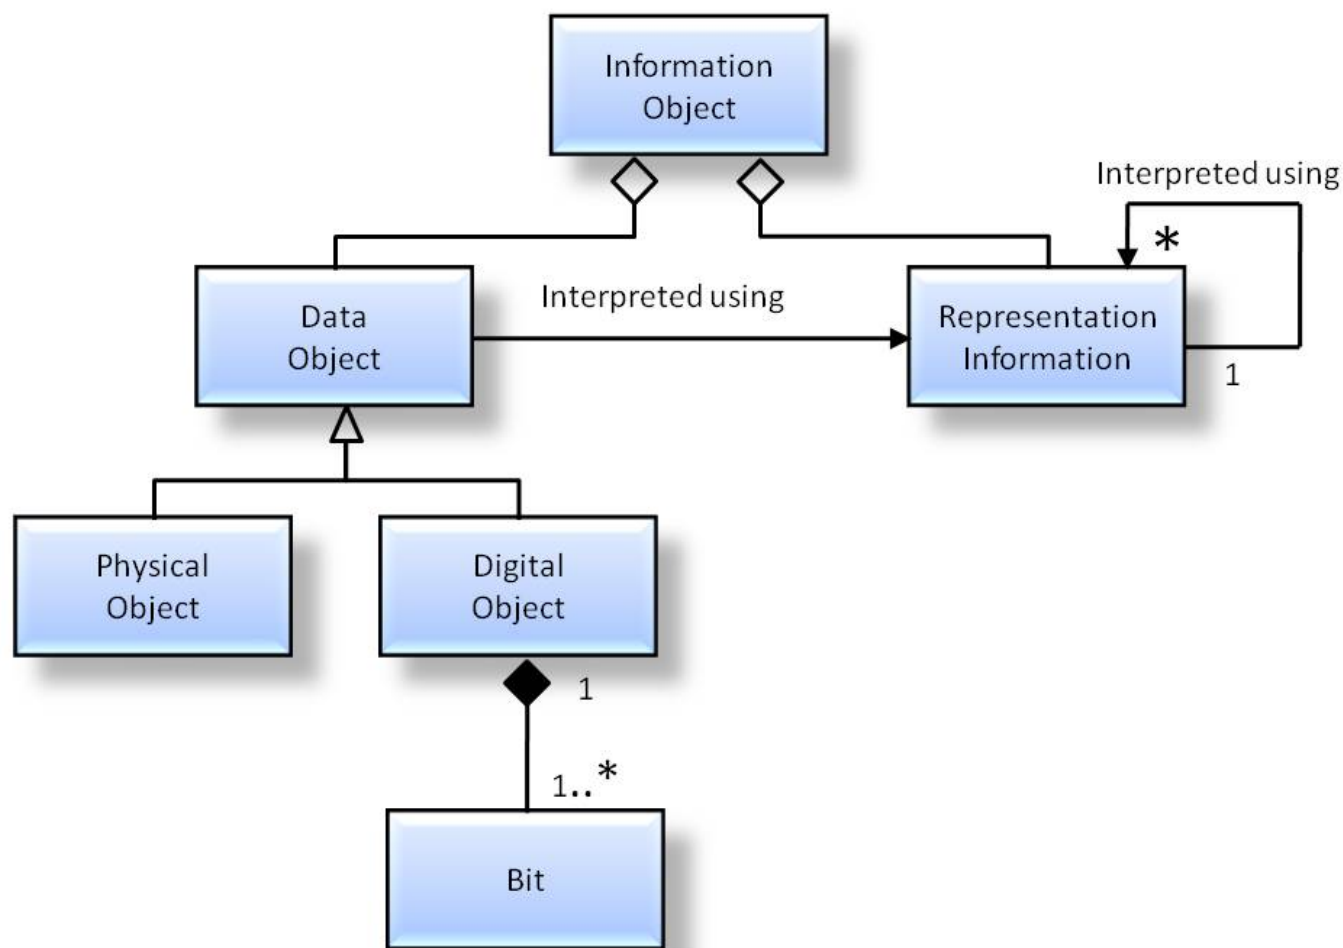 Information
Object
Interpreted using
*
Interpreted using
Data
Object
Representation
Information
1
Physical
Object
Digital
Object
1
1..*
Bit